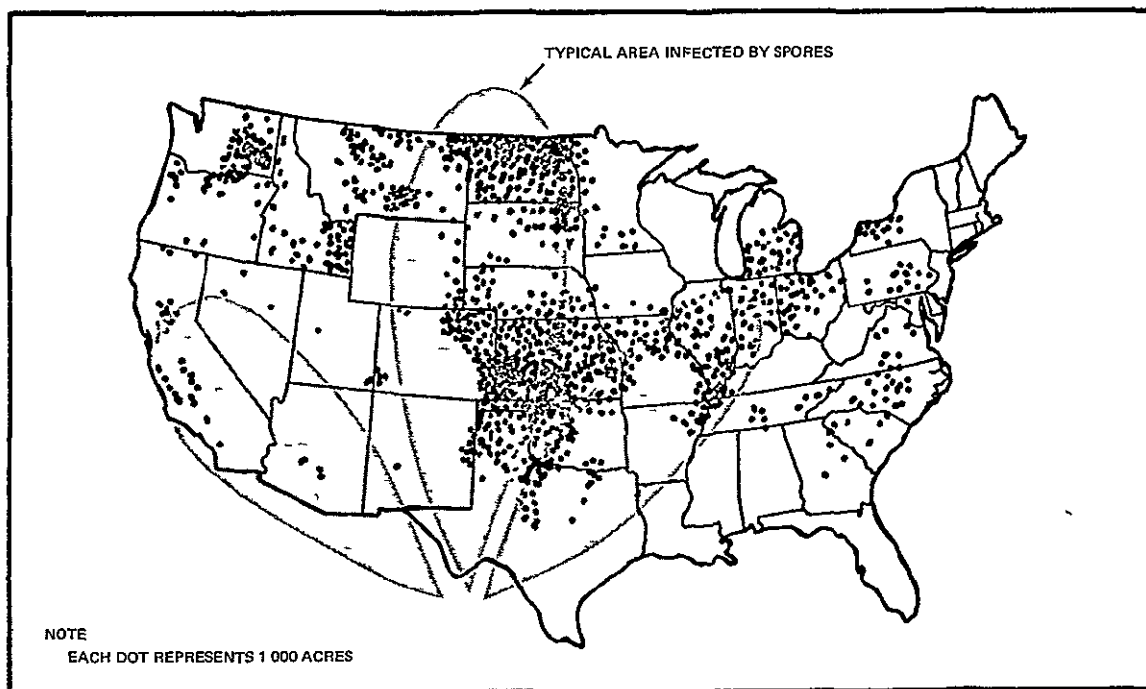 TYPICAL AREA INFECTED BY SPORES
NOTE
EACH DOT REPRESENTS 1 000 ACRES